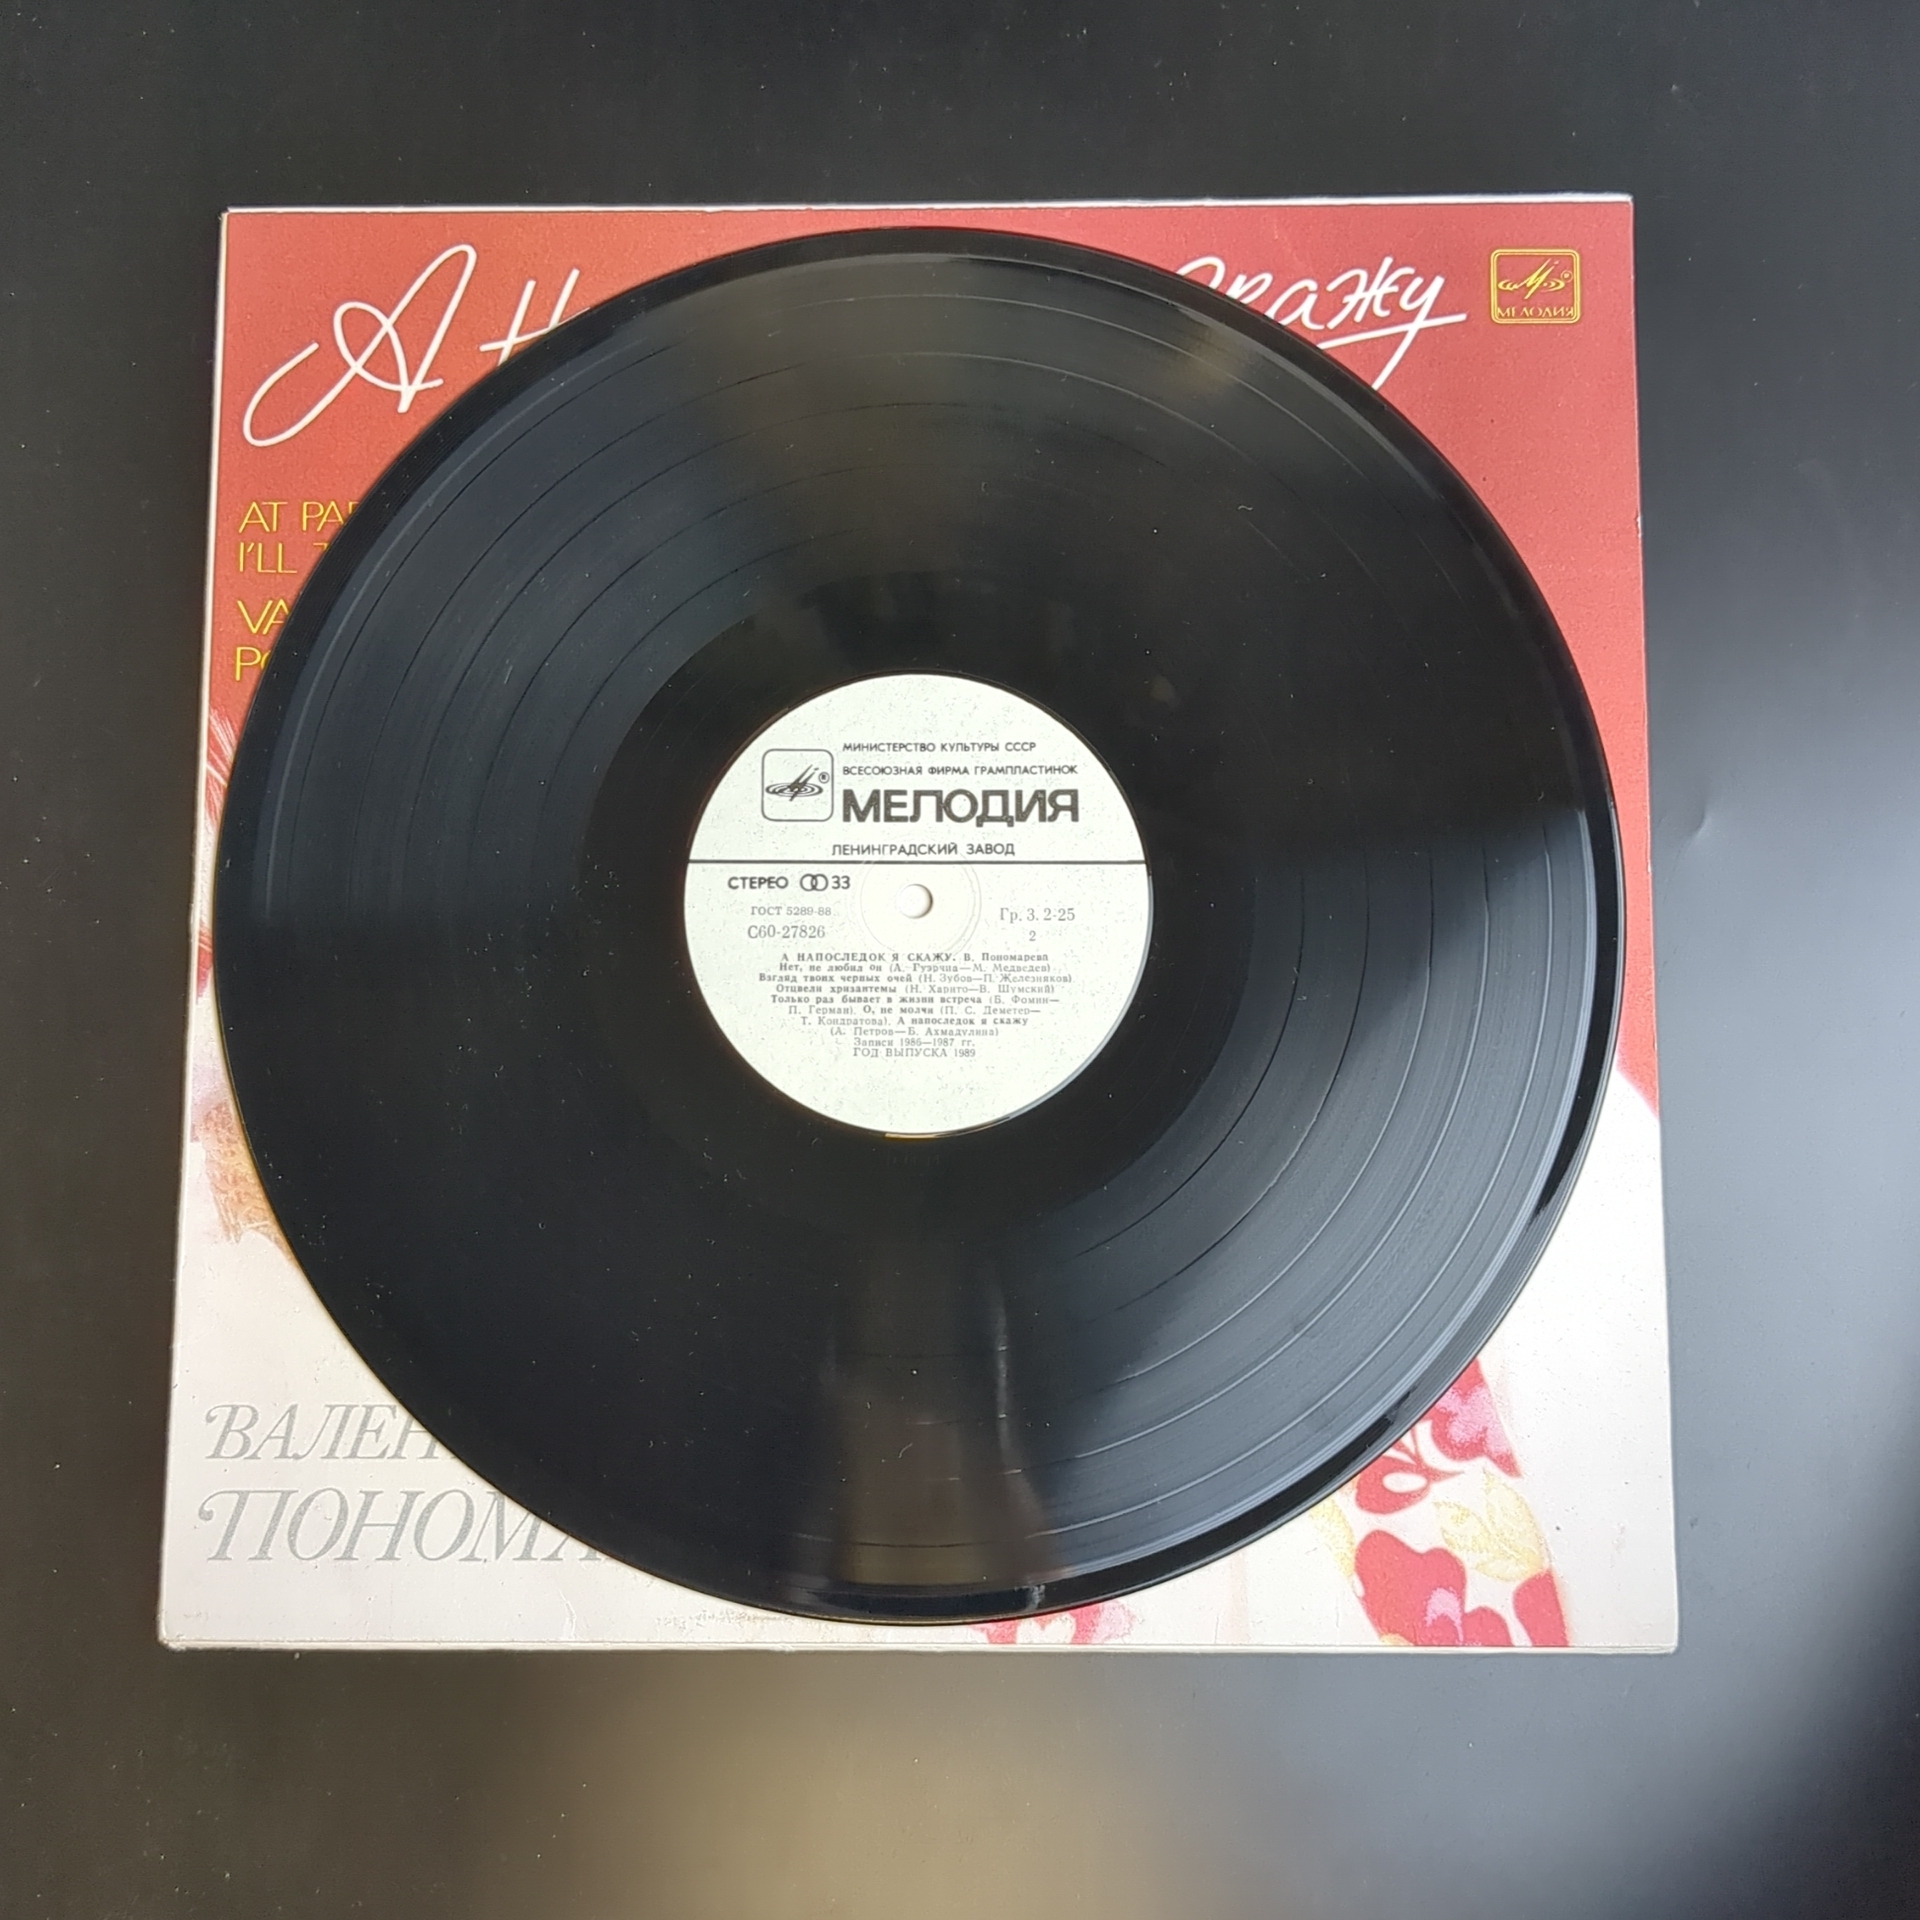 А Н
скажу
МЕЛОДИЯ
AT PAR
I'LL
VA
PO
МИНИСТЕРСТВО КУЛЬТУРЫ СССР
ВСЕСОЮЗНАЯ ФИРМА ГРАМПЛАСТИНОК
МЕЛОДИЯ
ЛЕНИНГРАДСКИЙ ЗАВОД
СТЕРЕО 33
ГОСТ 5289-88
Гр. 3. 2-25
С60-27826
2
А НАПОСЛЕДОК Я СКАЖУ. В. Пономарева
Нет, не любил он (А. Гуэрчиа—М. Медведев)
Взгляд твоих черных очей (Н. Зубов—П. Железняков)
Отцвели хризантемы (Н. Харито—В. Шумский)
Только раз бывает в жизни встреча (Б. Фомин—
П. Герман). О, не молчи (П. С. Деметер—
Т. Кондратова). А напоследок я скажу
(А. Петров—Б. Ахмадулина)
Записи 1986—1987 гг.
ГОД ВЫПУСКА 1989
ВАЛЕН
ПОНОМА